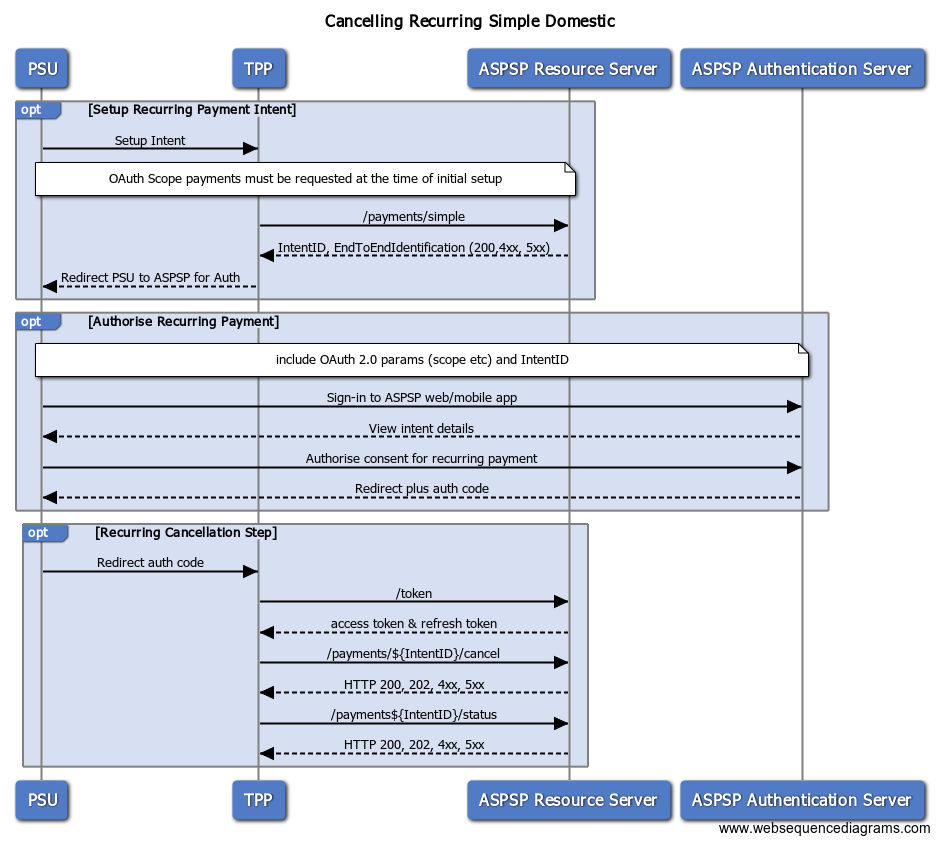 Cancelling Recurring Simple Domestic
PSU TPP ASPSP Resource Server ASPSP Authentication Server
opt [Setup Recurring Payment Intent]
Setup Intent
OAuth Scope payments must be requested at the time of initial setup
/payments/simple
IntentID, EndToEndIdentification (200,4xx, 5xx)
Redirect PSU to ASPSP for Auth
opt [Authorise Recurring Payment]
include OAuth 2.0 params (scope etc) and IntentID
Sign-in to ASPSP web/mobile app
View intent details
Authorise consent for recurring payment
Redirect plus auth code
opt [Recurring Cancellation Step]
Redirect auth code
/token
access token & refresh token
/payments/${IntentID}/cancel
HTTP 200, 202, 4xx, 5xx
/payments${IntentID}/status
HTTP 200, 202, 4xx, 5xx
PSU TPP ASPSP Resource Server ASPSP Authentication Server
www.websequencediagrams.com